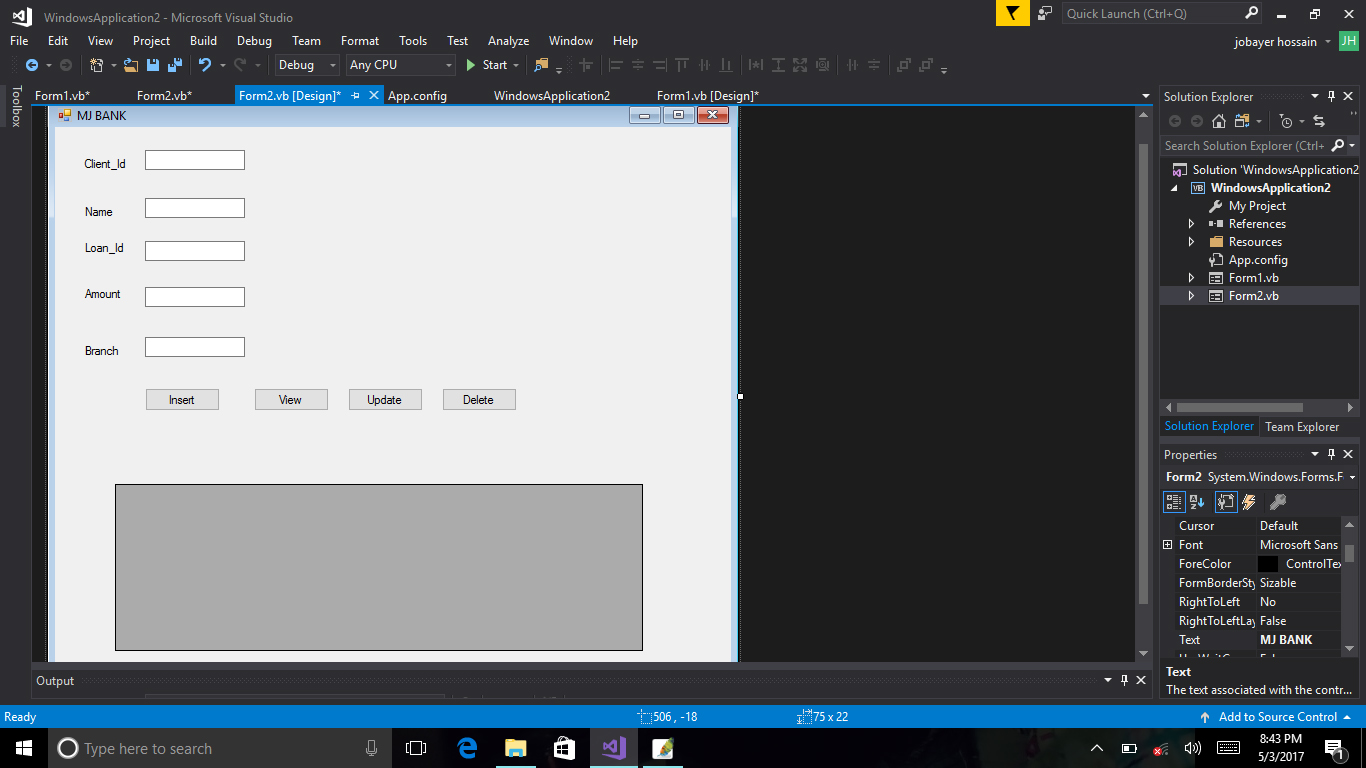 WindowsApplication2 - Microsoft Visual Studio
Quick Launch (Ctrl+Q)
File Edit View Project Build Debug Team Format Tools Test Analyze Window Help
jobayer hossain JH
Debug Any CPU Start
Form1.vb* Form2.vb* Form2.vb [Design]* App.config WindowsApplication2 Form1.vb [Design]*
Toolbox
MJ BANK
Client_Id
Name
Loan_Id
Amount
Branch
Insert View Update Delete
Solution Explorer
Search Solution Explorer (Ctrl+
Solution 'WindowsApplication2
VB WindowsApplication2
My Project
References
Resources
App.config
Form1.vb
Form2.vb
Solution Explorer Team Explorer
Properties
Form2 System.Windows.Forms.F
Cursor Default
Font Microsoft Sans
ForeColor ControlTex
FormBorderSty Sizable
RightToLeft No
RightToLeftLay False
Text MJ BANK
Text
The text associated with the contr...
Output
Ready 506 , -18 75 x 22 Add to Source Control
Type here to search
8:43 PM
5/3/2017
1